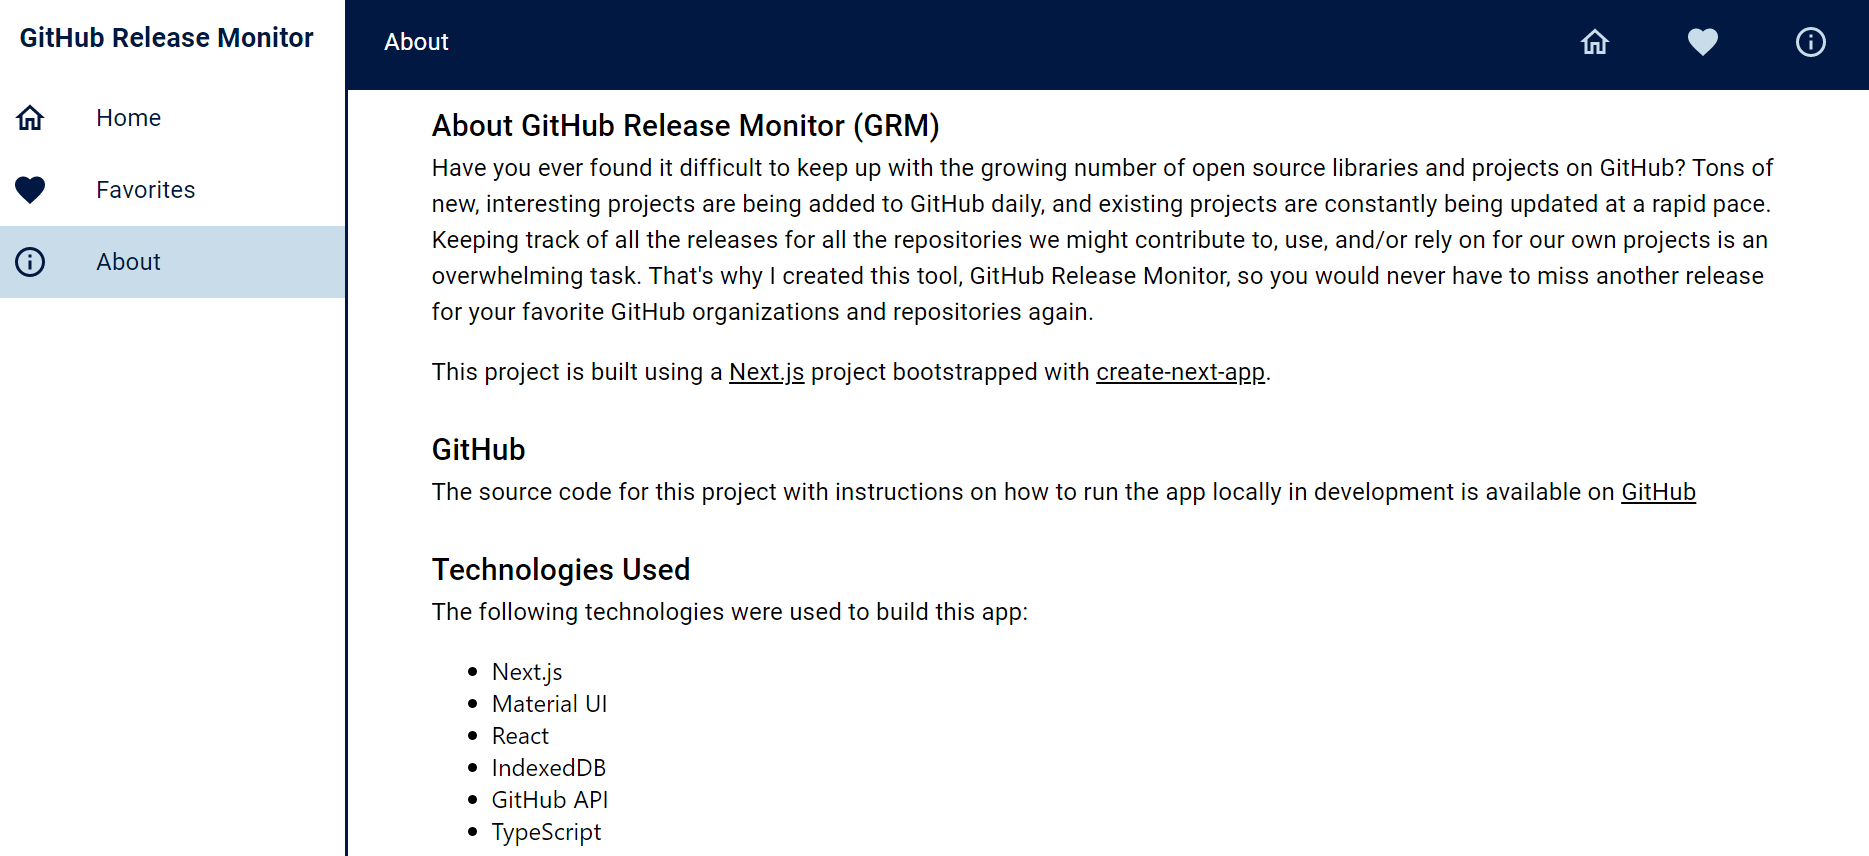 GitHub Release Monitor
Home
Favorites
About
About
About GitHub Release Monitor (GRM)
Have you ever found it difficult to keep up with the growing number of open source libraries and projects on GitHub? Tons of
new, interesting projects are being added to GitHub daily, and existing projects are constantly being updated at a rapid pace.
Keeping track of all the releases for all the repositories we might contribute to, use, and/or rely on for our own projects is an
overwhelming task. That's why I created this tool, GitHub Release Monitor, so you would never have to miss another release
for your favorite GitHub organizations and repositories again.
This project is built using a Next.js project bootstrapped with create-next-app.
GitHub
The source code for this project with instructions on how to run the app locally in development is available on GitHub
Technologies Used
The following technologies were used to build this app:
Next.js
Material UI
React
IndexedDB
GitHub API
TypeScript